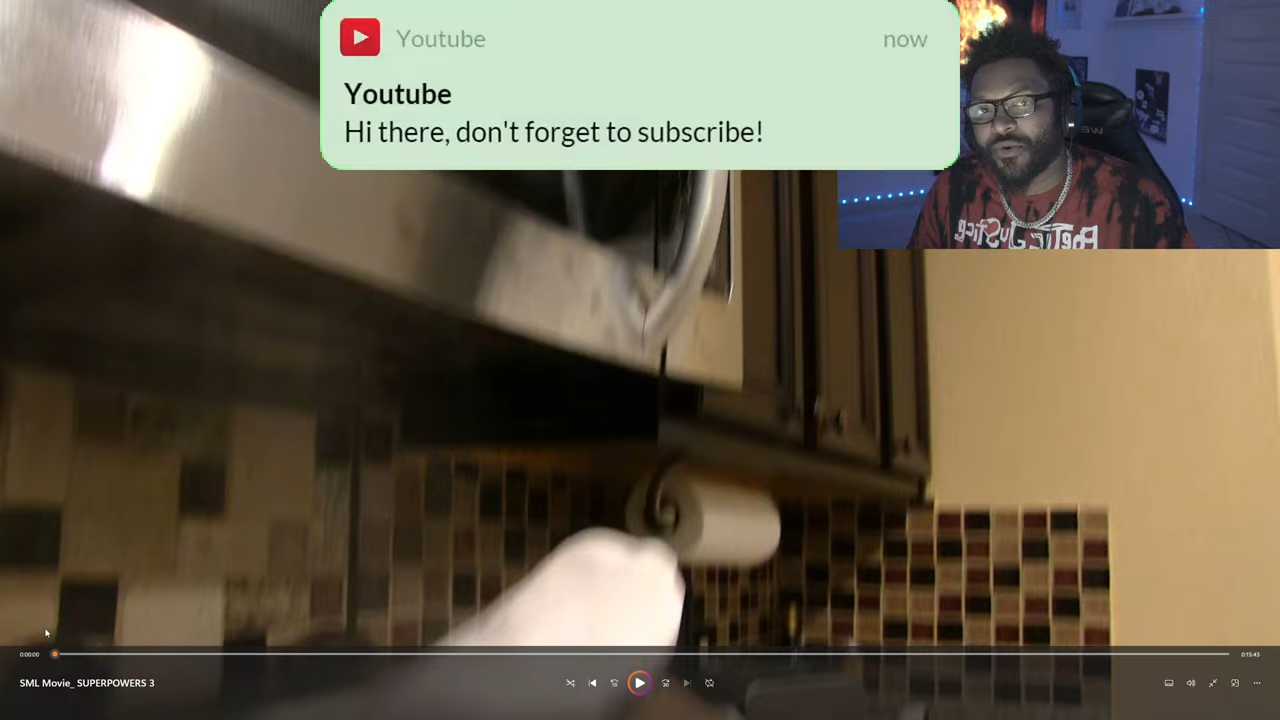 Youtube
now
Youtube
Hi there, don't forget to subscribe!
0:00:00
0:15:43
SML Movie_ SUPERPOWERS 3